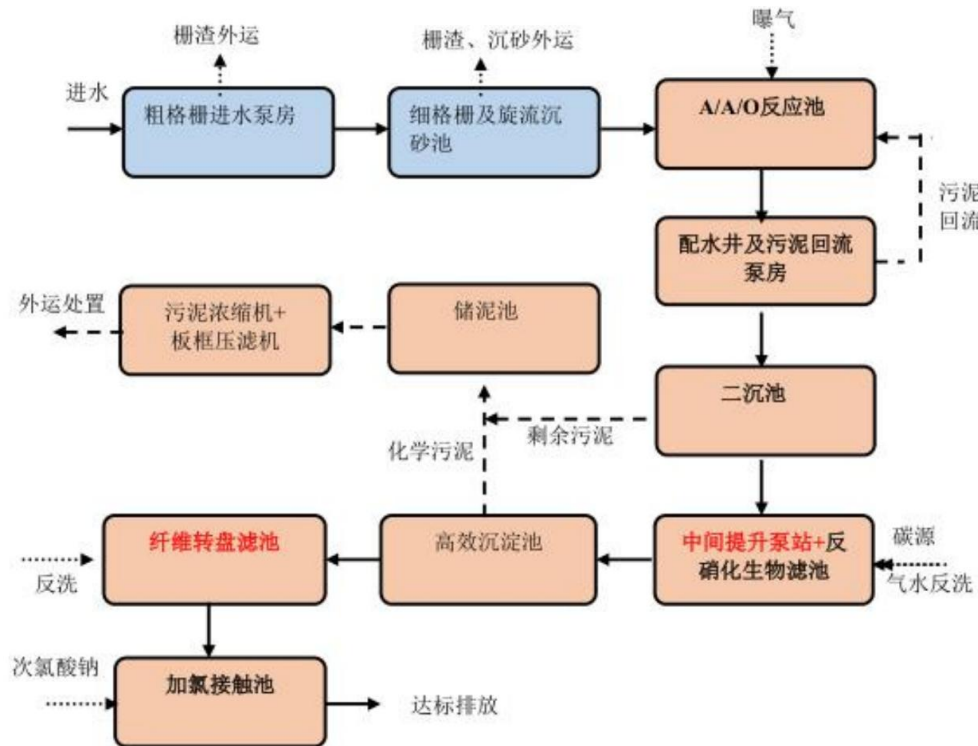 栅渣外运
栅渣、沉砂外运
曝气
进水
粗格栅进水泵房
细格栅及旋流沉
砂池
A/A/O反应池
污泥
回流
配水井及污泥回流
泵房
外运处置
污泥浓缩机+
板框压滤机
储泥池
二沉池
剩余污泥
化学污泥
纤维转盘滤池
高效沉淀池
中间提升泵站+反
硝化生物滤池
碳源
气水反洗
反洗
次氯酸钠
加氯接触池
达标排放